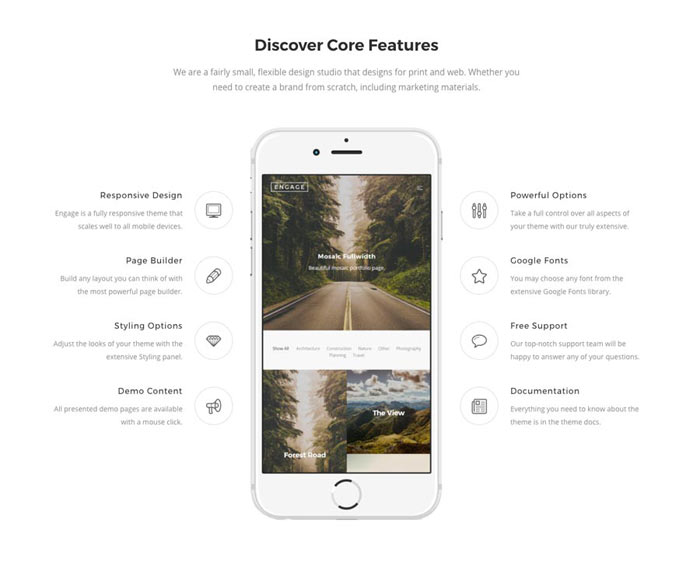 Discover Core Features
We are a fairly small, flexible design studio that designs for print and web. Whether you
need to create a brand from scratch, including marketing materials.
Responsive Design
Engage is a fully responsive theme that
scales well to all mobile devices.
Page Builder
Build any layout you can think of with
the most powerful page builder.
Styling Options
Adjust the looks of your theme with the
extensive Styling panel.
Demo Content
All presented demo pages are available
with a mouse click.
ENGAGE
Mosaic Fullwidth
Beautiful mosaic portfolio page.
Show All Architecture Construction Nature Other Photography
Planning Travel
The View
Forest Road
Powerful Options
Take a full control over all aspects of
your theme with our truly extensive.
Google Fonts
You may choose any font from the
extensive Google Fonts library.
Free Support
Our top-notch support team will be
happy to answer any of your questions.
Documentation
Everything you need to know about the
theme is in the theme docs.